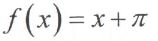 f(x) = x + π